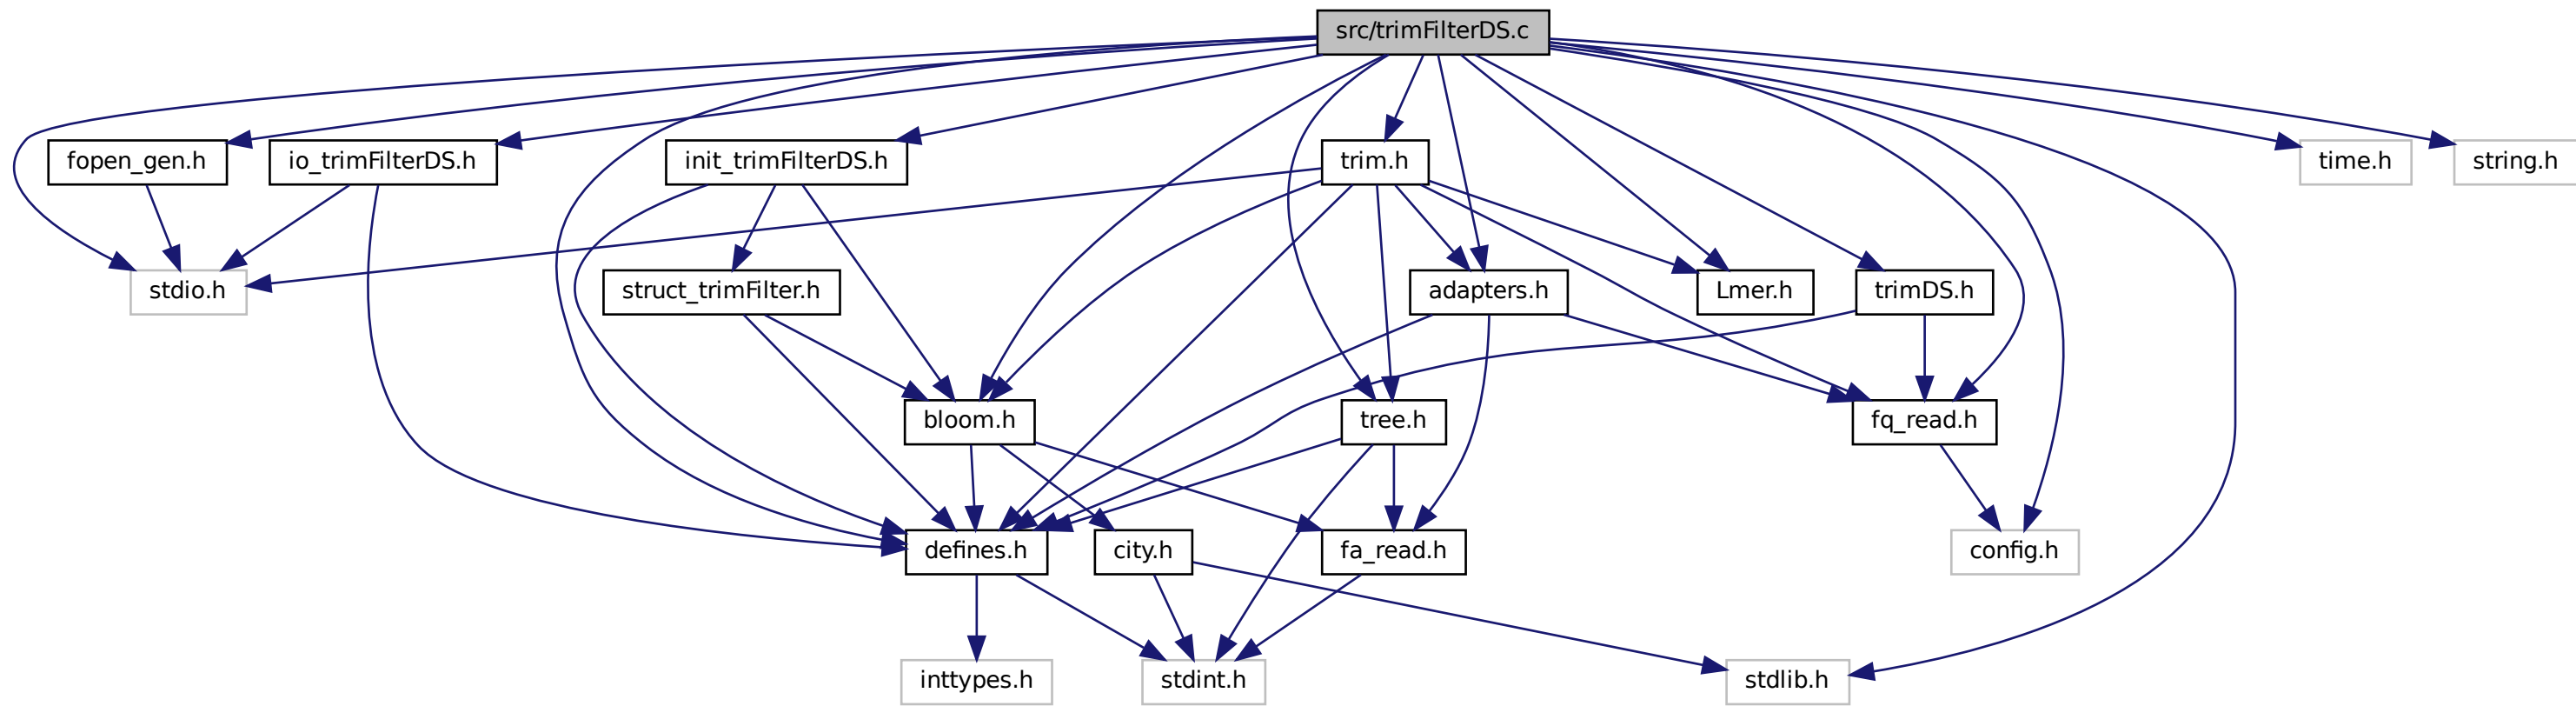 src/trimFilterDS.c
fopen_gen.h
io_trimFilterDS.h
init_trimFilterDS.h
trim.h
time.h
string.h
stdio.h
struct_trimFilter.h
adapters.h
Lmer.h
trimDS.h
bloom.h
tree.h
fq_read.h
defines.h
city.h
fa_read.h
config.h
inttypes.h
stdint.h
stdlib.h